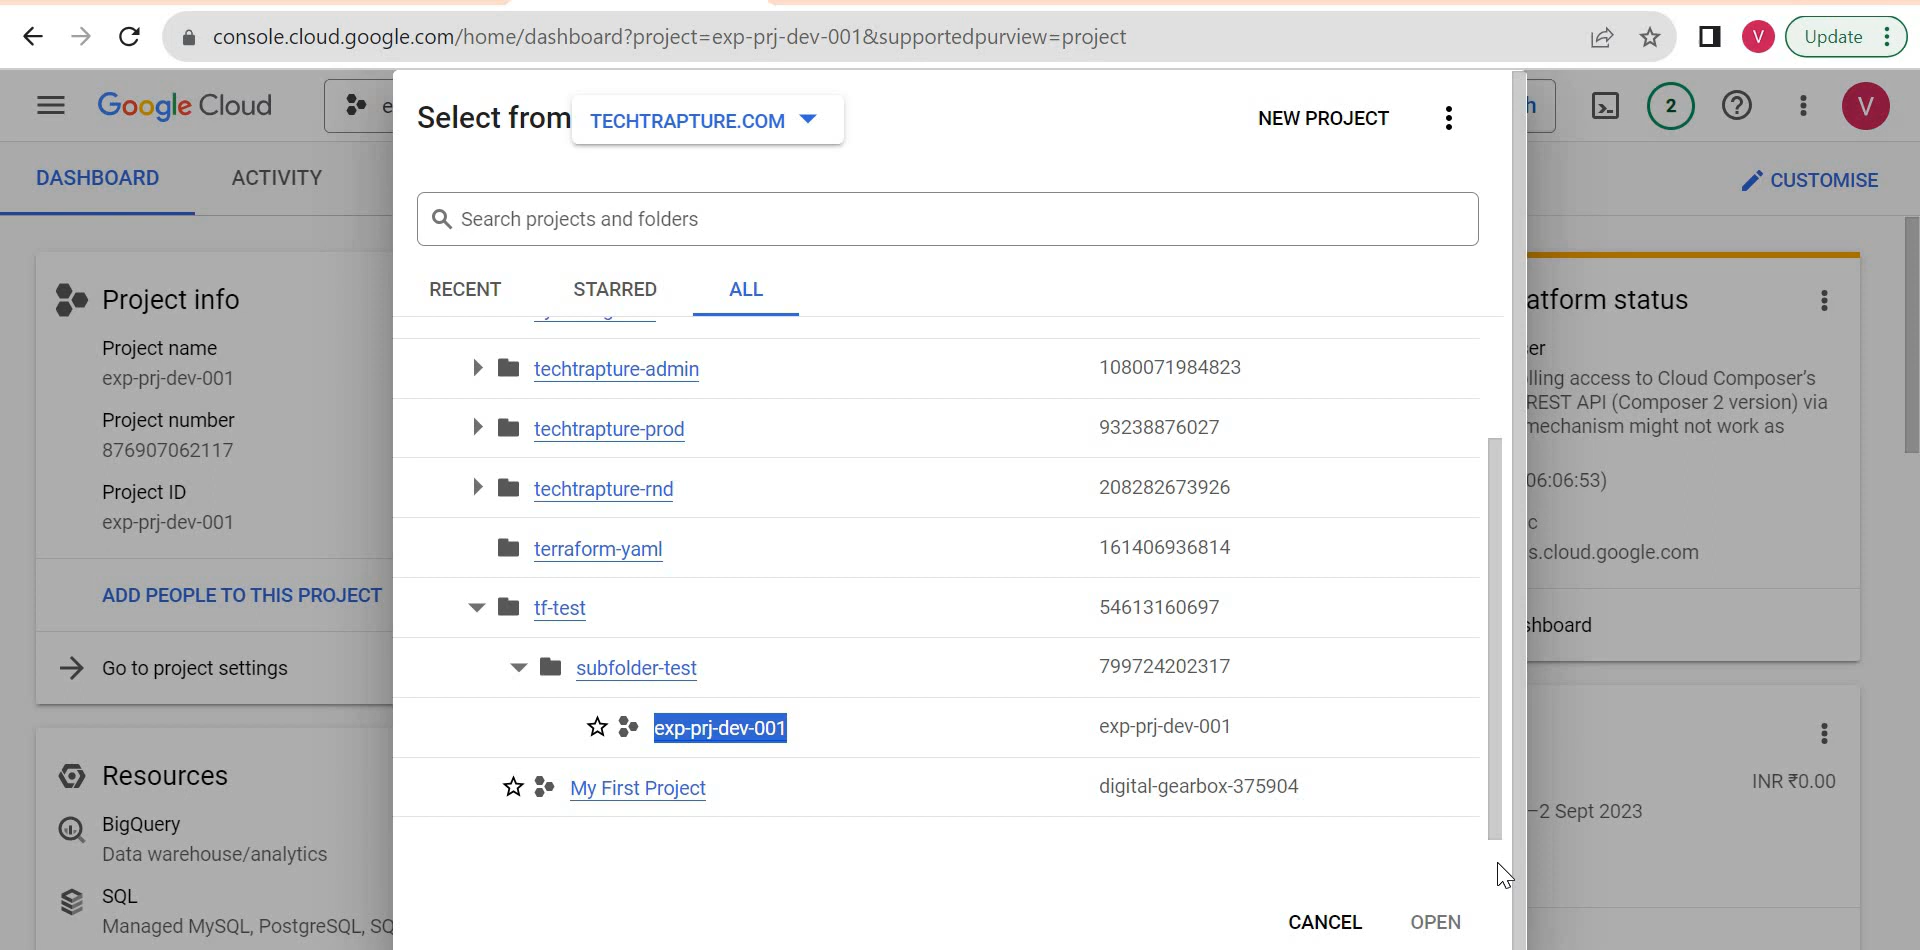 console.cloud.google.com/home/dashboard?project=exp-prj-dev-001&supportedpurview=project
V
Update
Google Cloud
e
Select from
TECHTRAPTURE.COM
NEW PROJECT
h
2
V
DASHBOARD
ACTIVITY
CUSTOMISE
Search projects and folders
RECENT
STARRED
ALL
Project info
Project name
exp-prj-dev-001
Project number
876907062117
Project ID
exp-prj-dev-001
ADD PEOPLE TO THIS PROJECT
Go to project settings
techtrapture-admin 1080071984823
techtrapture-prod 93238876027
techtrapture-rnd 208282673926
terraform-yaml 161406936814
tf-test 54613160697
subfolder-test 799724202317
exp-prj-dev-001 exp-prj-dev-001
My First Project digital-gearbox-375904
CANCEL
OPEN
atform status
er
lling access to Cloud Composer's
REST API (Composer 2 version) via
mechanism might not work as
06:06:53)
c
s.cloud.google.com
shboard
INR ₹0.00
–2 Sept 2023
Resources
BigQuery
Data warehouse/analytics
SQL
Managed MySQL, PostgreSQL, SQ